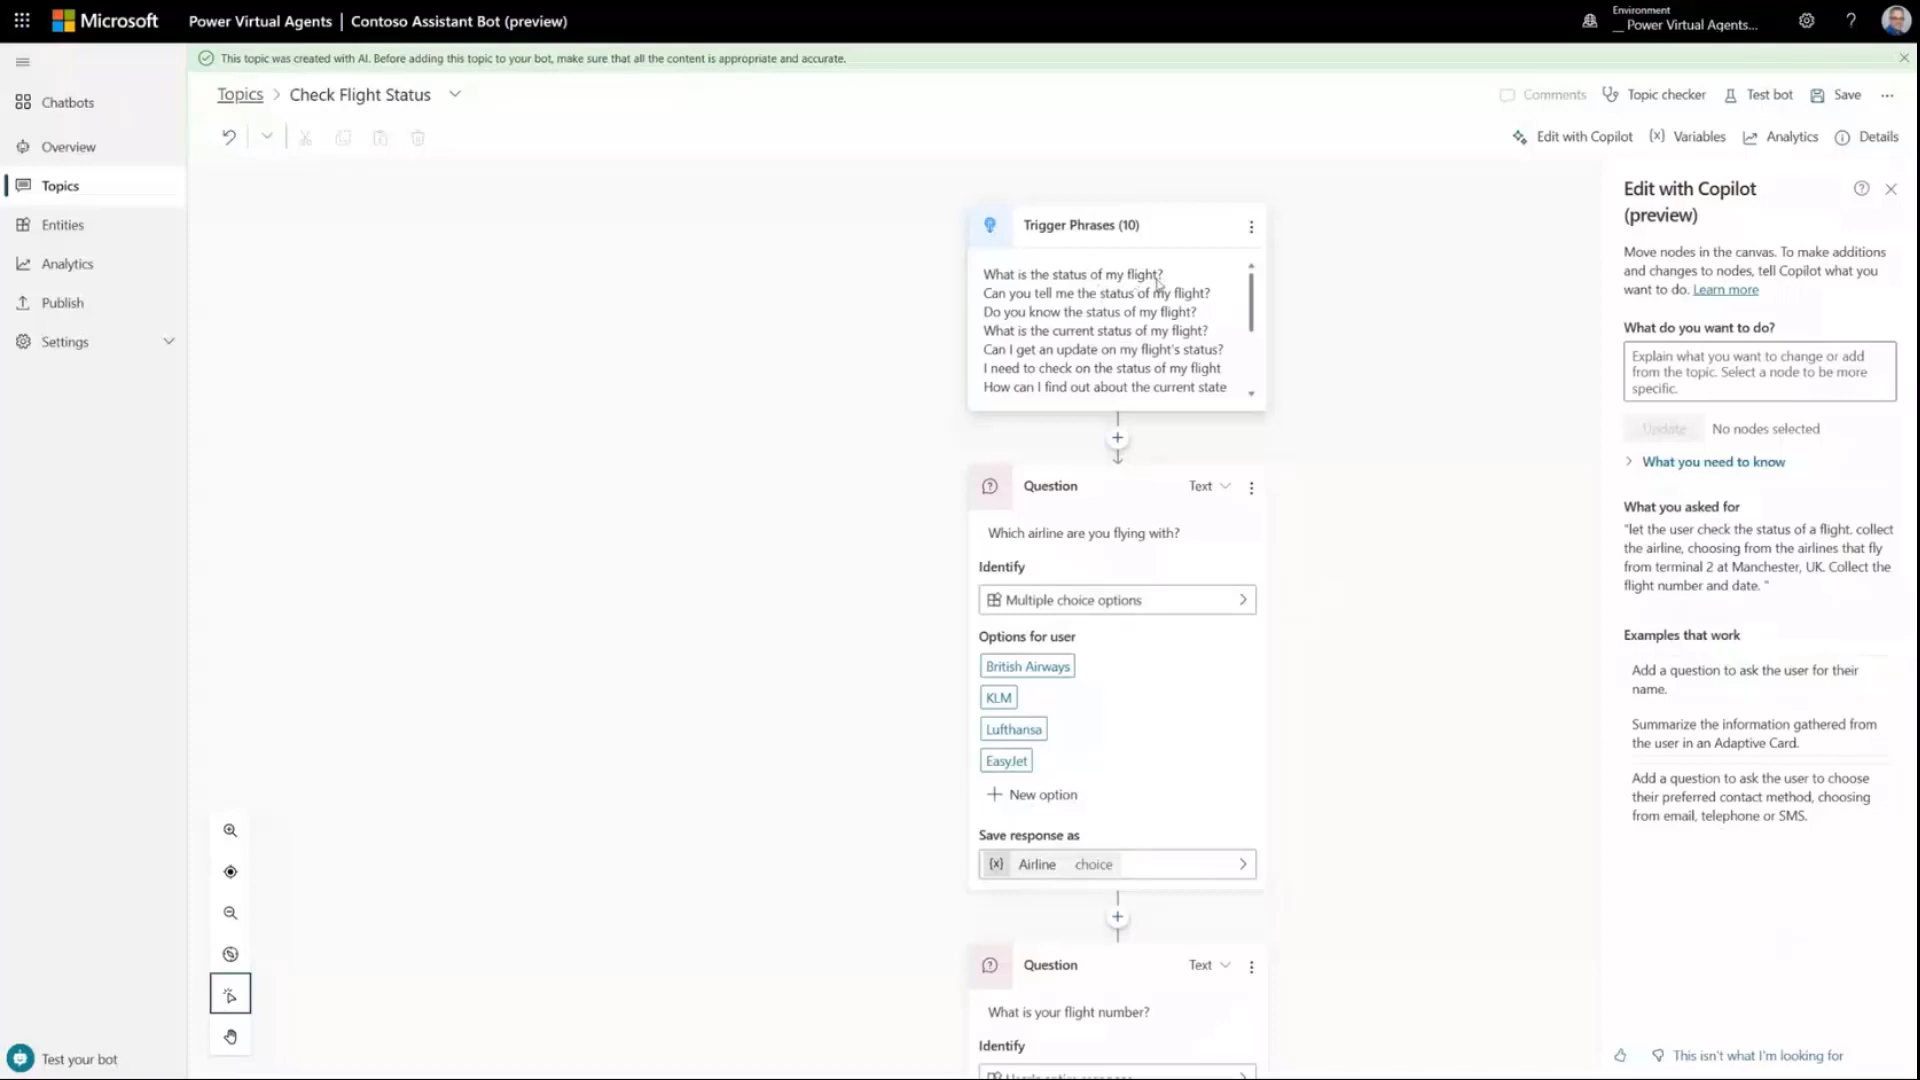 Microsoft
Power Virtual Agents | Contoso Assistant Bot (preview)
Environment
__ Power Virtual Agents...
This topic was created with AI. Before adding this topic to your bot, make sure that all the content is appropriate and accurate.
Chatbots
Overview
Topics
Entities
Analytics
Publish
Settings
Test your bot
Topics > Check Flight Status
Comments
Topic checker
Test bot
Save
Edit with Copilot
(x) Variables
Analytics
Details
Trigger Phrases (10)
What is the status of my flight?
Can you tell me the status of my flight?
Do you know the status of my flight?
What is the current status of my flight?
Can I get an update on my flight's status?
I need to check on the status of my flight
How can I find out about the current state
Question
Text
Which airline are you flying with?
Identify
Multiple choice options
Options for user
British Airways
KLM
Lufthansa
EasyJet
New option
Save response as
{x} Airline choice
Question
Text
What is your flight number?
Identify
Edit with Copilot
(preview)
Move nodes in the canvas. To make additions
and changes to nodes, tell Copilot what you
want to do. Learn more
What do you want to do?
Explain what you want to change or add
from the topic. Select a node to be more
specific.
Update
No nodes selected
What you need to know
What you asked for
"let the user check the status of a flight. collect
the airline, choosing from the airlines that fly
from terminal 2 at Manchester, UK. Collect the
flight number and date. "
Examples that work
Add a question to ask the user for their
name.
Summarize the information gathered from
the user in an Adaptive Card.
Add a question to ask the user to choose
their preferred contact method, choosing
from email, telephone or SMS.
This isn't what I'm looking for